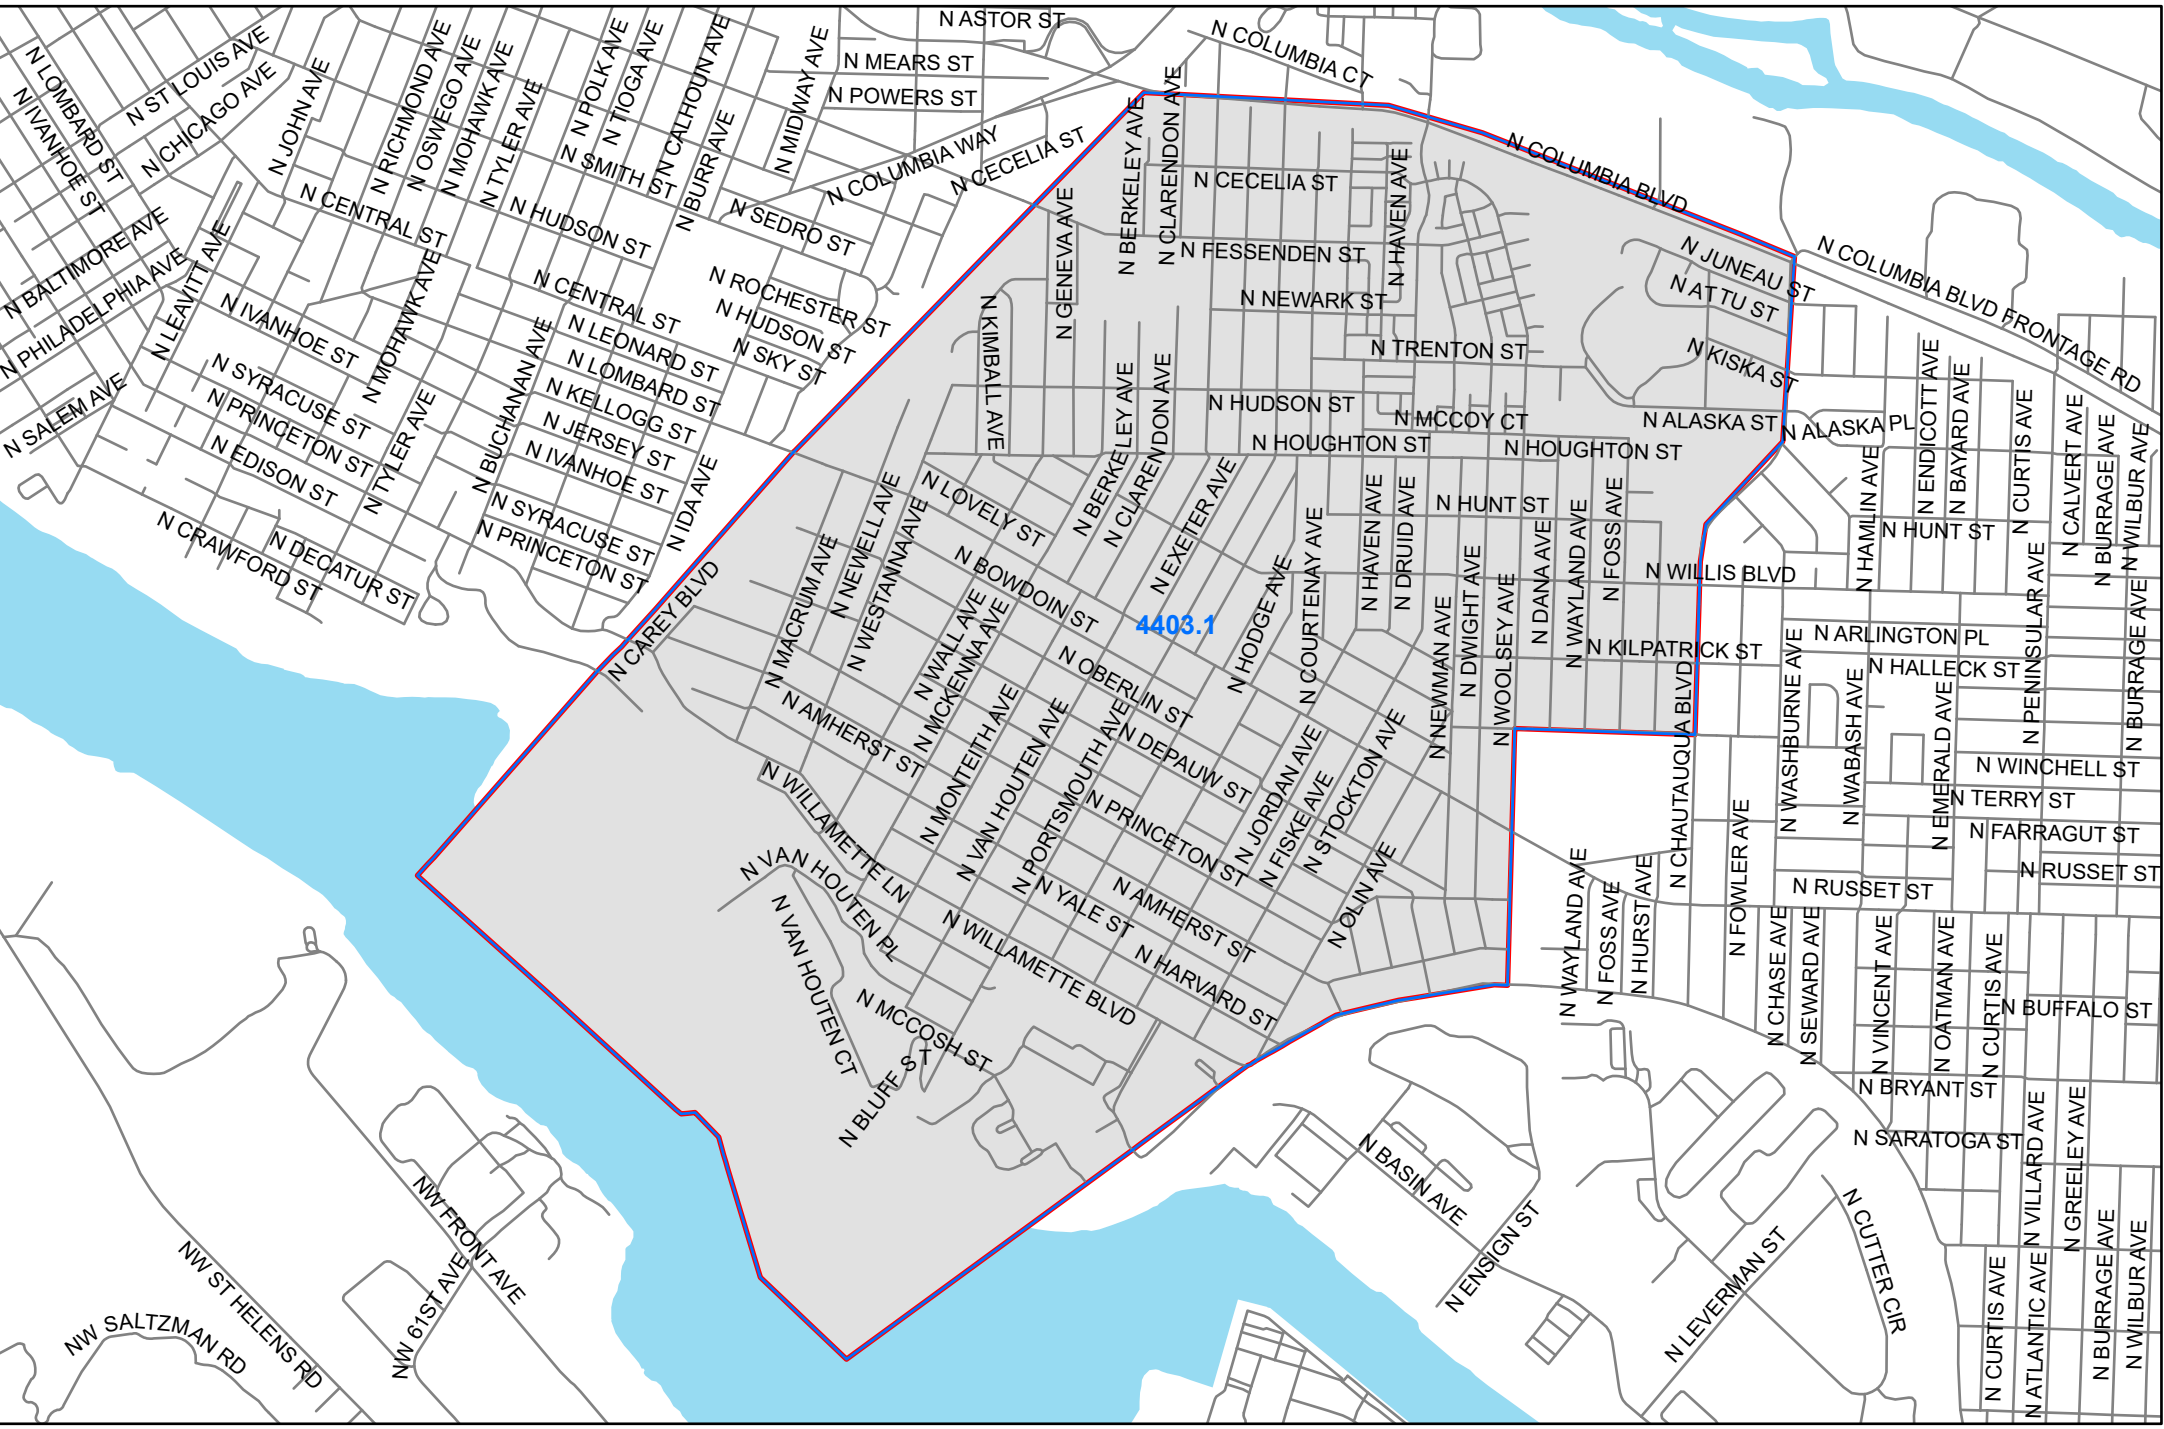 N ASTOR ST
N COLUMBIA CT
N MEARS ST
N POWERS ST
N LOMBARD ST
N IVANHOE ST
N ST LOUIS AVE
N CHICAGO AVE
N JOHN AVE
N RICHMOND AVE
N OSWEGO AVE
N MOHAWK AVE
N TYLER AVE
N POLK AVE
N TIOGA AVE
N CALHOUN AVE
N BURR AVE
N MIDWAY AVE
N SMITH ST
N COLUMBIA WAY
N CECELIA ST
N BERKELEY AVE
N CLARENDON AVE
N CECELIA ST
N HAVEN AVE
N COLUMBIA BLVD
N CENTRAL ST
N HUDSON ST
N SEDRO ST
N GENEVA AVE
N FESSENDEN ST
N JUNEAU ST
N ATTU ST
N KISKA ST
N COLUMBIA BLVD FRONTAGE RD
N BALTIMORE AVE
N PHILADELPHIA AVE
N SALEM AVE
N LEAVITT AVE
N IVANHOE ST
N MOHAWK AVE
N CENTRAL ST
N ROCHESTER ST
N HUDSON ST
N SKY ST
N LEONARD ST
N LOMBARD ST
N KELLOGG ST
N JERSEY ST
N IVANHOE ST
N SYRACUSE ST
N PRINCETON ST
N BUCHANAN AVE
N TYLER AVE
N IDA AVE
N SYRACUSE ST
N PRINCETON ST
N EDISON ST
N DECATUR ST
N CRAWFORD ST
N KIMBALL AVE
N NEWARK ST
N TRENTON ST
N HUDSON ST
N MCCOY CT
N ALASKA ST
N ALASKA PL
N HOUGHTON ST
N HOUGHTON ST
N BERKELEY AVE
N CLARENDON AVE
N EXETER AVE
N LOVELY ST
N BOWDOIN ST
N HUNT ST
N HAVEN AVE
N DRUID AVE
N DANA AVE
N WAYLAND AVE
N FOSS AVE
N ENDICOTT AVE
N BAYARD AVE
N CURTIS AVE
N CALVERT AVE
N BURRAGE AVE
N WILBUR AVE
N HAMLIN AVE
N HUNT ST
N WILLIS BLVD
N CAREY BLVD
N MACRUM AVE
N NEWELL AVE
N WESTANNA AVE
N WALL AVE
N MCKENNA AVE
4403.1
N HODGE AVE
N COURTENAY AVE
N NEWMAN AVE
N DWIGHT AVE
N WOOLSEY AVE
N KILPATRICK ST
N ARLINGTON PL
N HALLECK ST
N PENINSULAR AVE
N BURRAGE AVE
N OBERLIN ST
N DEPAUW ST
N PRINCETON ST
N AMHERST ST
N MONTEITH AVE
N VAN HOUTEN AVE
N PORTSMOUTH AVE
N JORDAN AVE
N FISKE AVE
N STOCKTON AVE
N OLIN AVE
N CHAUTAUQUA BLVD
N WASHBURNE AVE
N WABASH AVE
N EMERALD AVE
N WINCHELL ST
N TERRY ST
N FARRAGUT ST
N RUSSET ST
N RUSSET ST
N WILLAMETTE LN
N VAN HOUTEN PL
N VAN HOUTEN CT
N WILLAMETTE BLVD
N YALE ST
N AMHERST ST
N HARVARD ST
N MCCOSH ST
N BLUFF ST
N WAYLAND AVE
N FOSS AVE
N HURST AVE
N FOWLER AVE
N CHASE AVE
N SEWARD AVE
N VINCENT AVE
N OATMAN AVE
N CURTIS AVE
N BUFFALO ST
N BRYANT ST
N SARATOGA ST
N VILLARD AVE
N GREELEY AVE
N BASIN AVE
N ENSIGN ST
N LEVERMAN ST
N CUTTER CIR
N CURTIS AVE
N ATLANTIC AVE
N BURRAGE AVE
N WILBUR AVE
NW FRONT AVE
NW 61ST AVE
NW ST HELENS RD
NW SALTZMAN RD